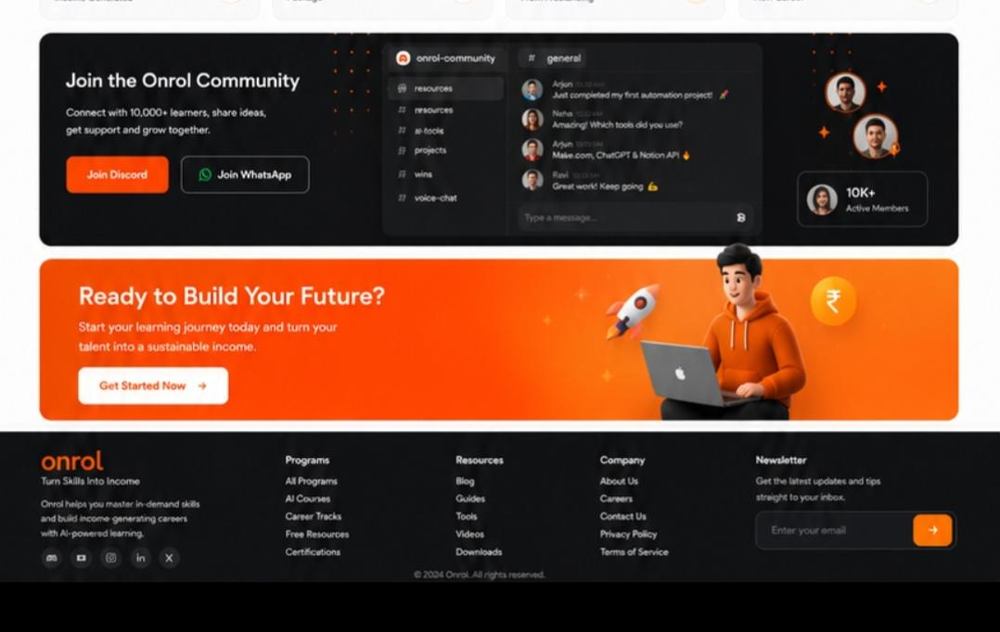 Join the Onrol Community
Connect with 10,000+ learners, share ideas,
get support and grow together.
Join Discord
Join WhatsApp
onrol-community
resources
resources
ai-tools
projects
wins
voice-chat
# general
Arjun
Just completed my first automation project! 🚀
Neha
Amazing! Which tools did you use?
Arjun
Make.com, ChatGPT & Notion API 🔥
Ravi
Great work! Keep going 💪
Type a message...
10K+
Active Members
Ready to Build Your Future?
Start your learning journey today and turn your
talent into a sustainable income.
Get Started Now →
₹
onrol
Turn Skills Into Income
Onrol helps you master in-demand skills
and build income-generating careers
with AI-powered learning.
Programs
All Programs
AI Courses
Career Tracks
Free Resources
Certifications
Resources
Blog
Guides
Tools
Videos
Downloads
Company
About Us
Careers
Contact Us
Privacy Policy
Terms of Service
Newsletter
Get the latest updates and tips
straight to your inbox.
Enter your email
→
in
X
© 2024 Onrol. All rights reserved.